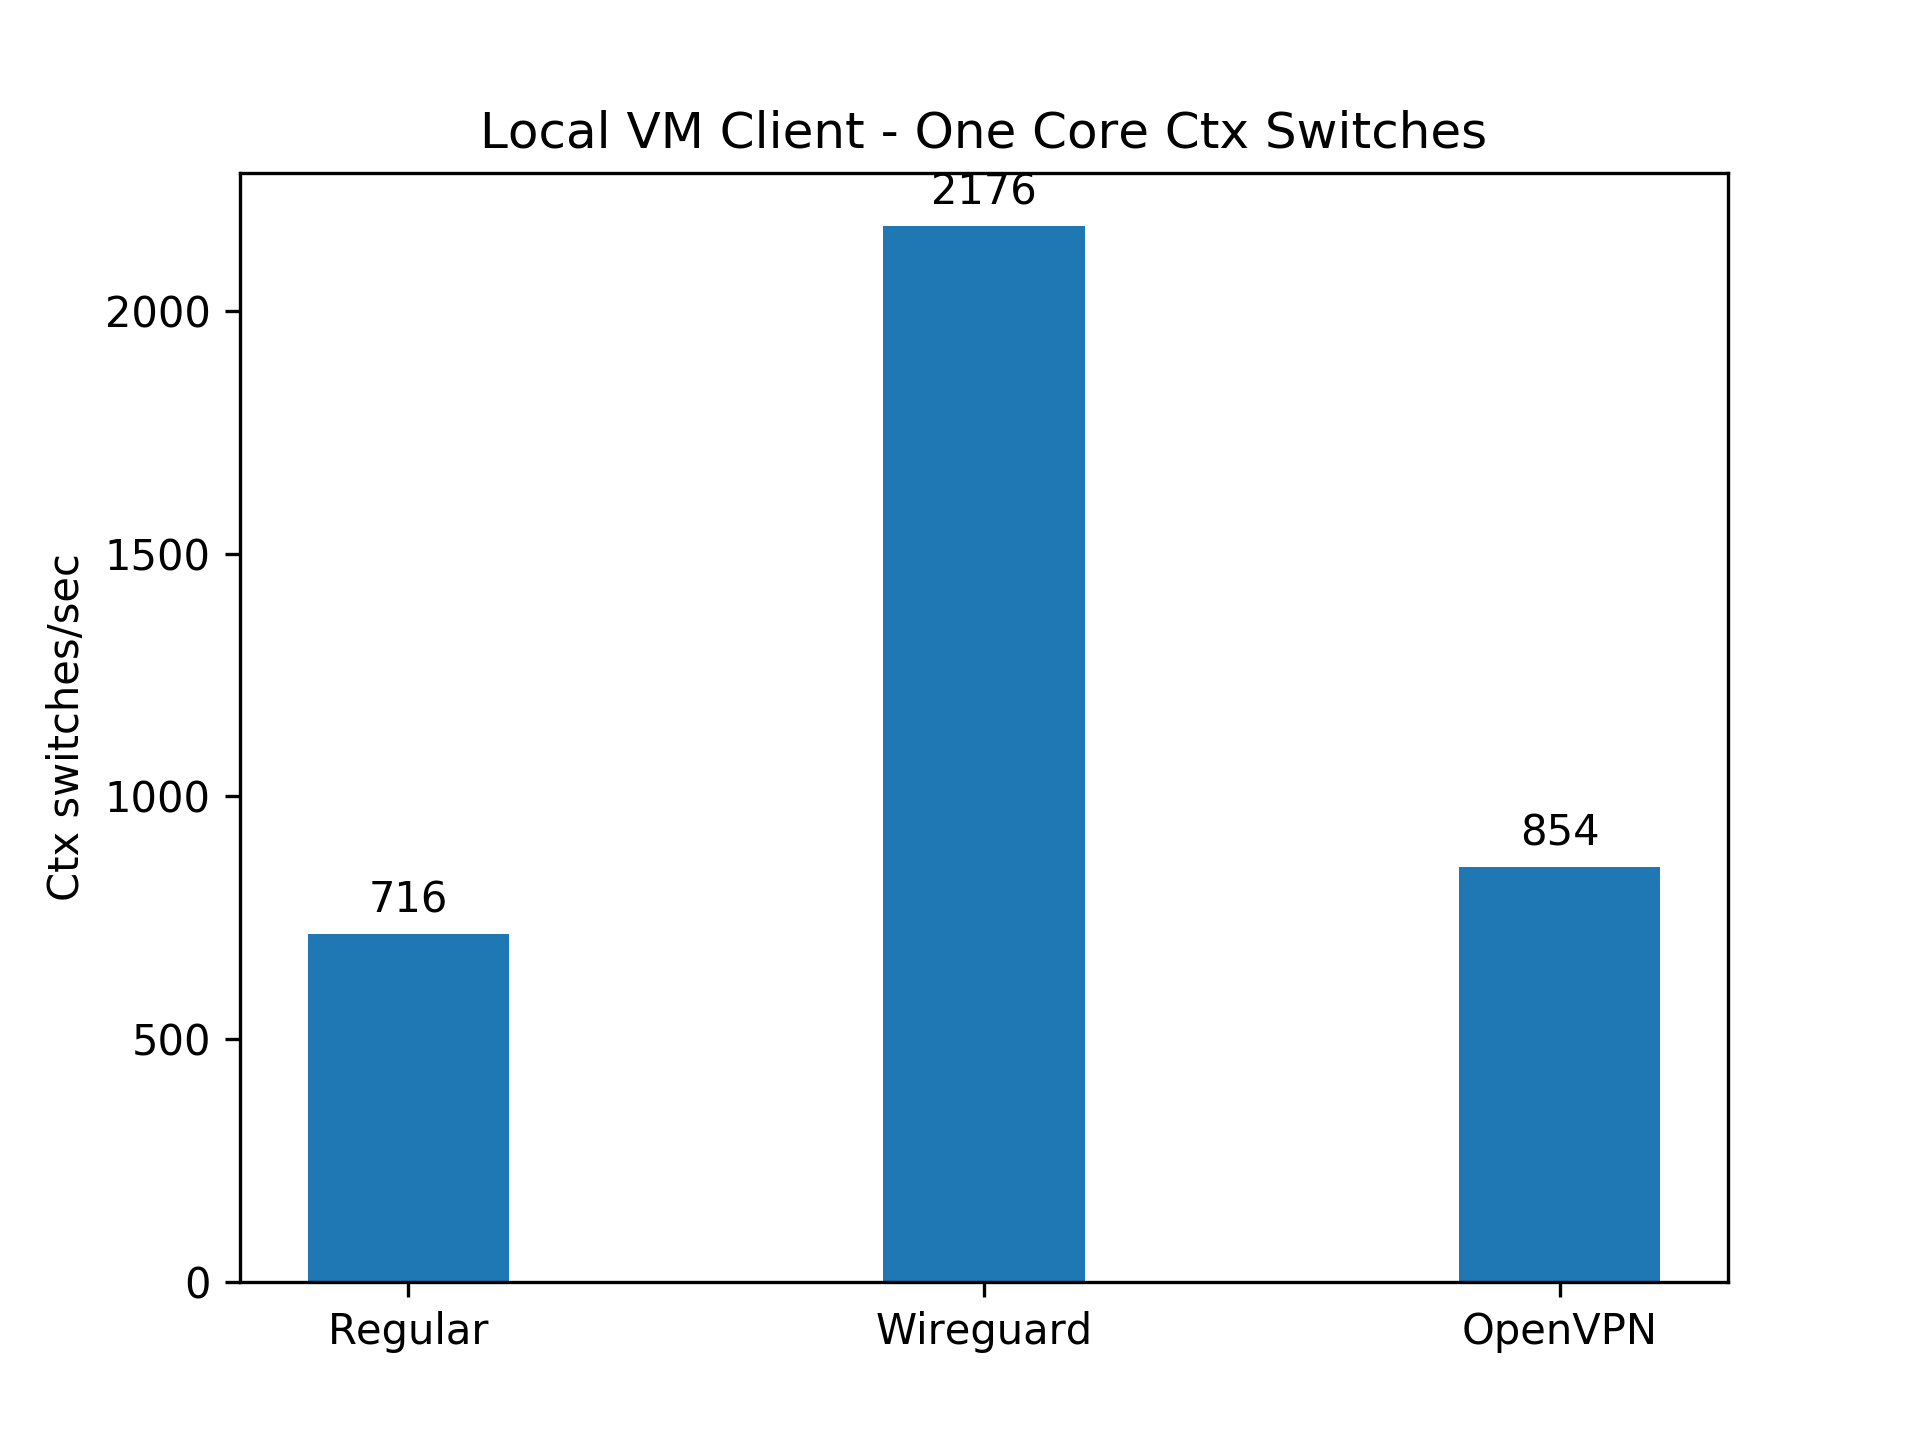 Local VM Client - One Core Ctx Switches
2176
2000
1500
1000
854
716
500
0
Ctx switches/sec
Regular
Wireguard
OpenVPN